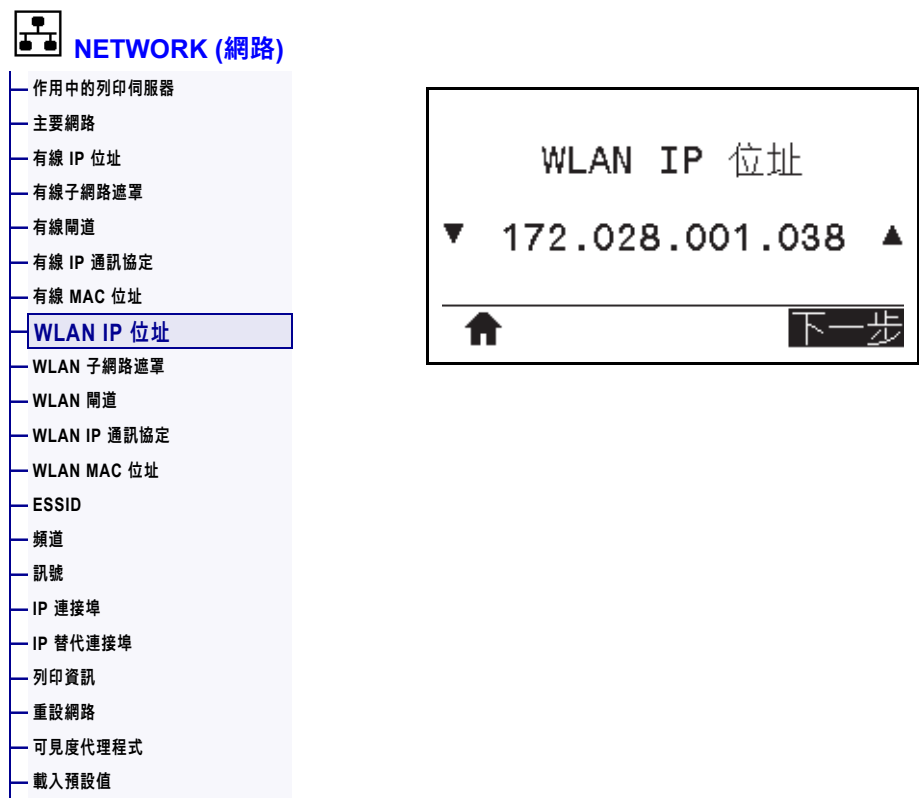 NETWORK (網路)
作用中的列印伺服器
主要網路
有線 IP 位址
有線子網路遮罩
有線閘道
有線 IP 通訊協定
有線 MAC 位址
WLAN IP 位址
WLAN 子網路遮罩
WLAN 閘道
WLAN IP 通訊協定
WLAN MAC 位址
ESSID
頻道
訊號
IP 連接埠
IP 替代連接埠
列印資訊
重設網路
可見度代理程式
載入預設值
WLAN IP 位址
▼ 172.028.001.038 ▲
下一步